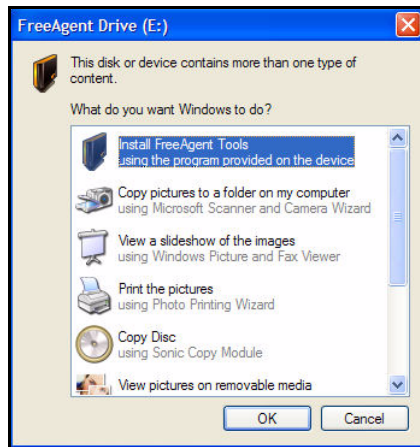 FreeAgent Drive (E:)
This disk or device contains more than one type of
content.
What do you want Windows to do?
Install FreeAgent Tools
using the program provided on the device
Copy pictures to a folder on my computer
using Microsoft Scanner and Camera Wizard
View a slideshow of the images
using Windows Picture and Fax Viewer
Print the pictures
using Photo Printing Wizard
Copy Disc
using Sonic Copy Module
View pictures on removable media
OK
Cancel